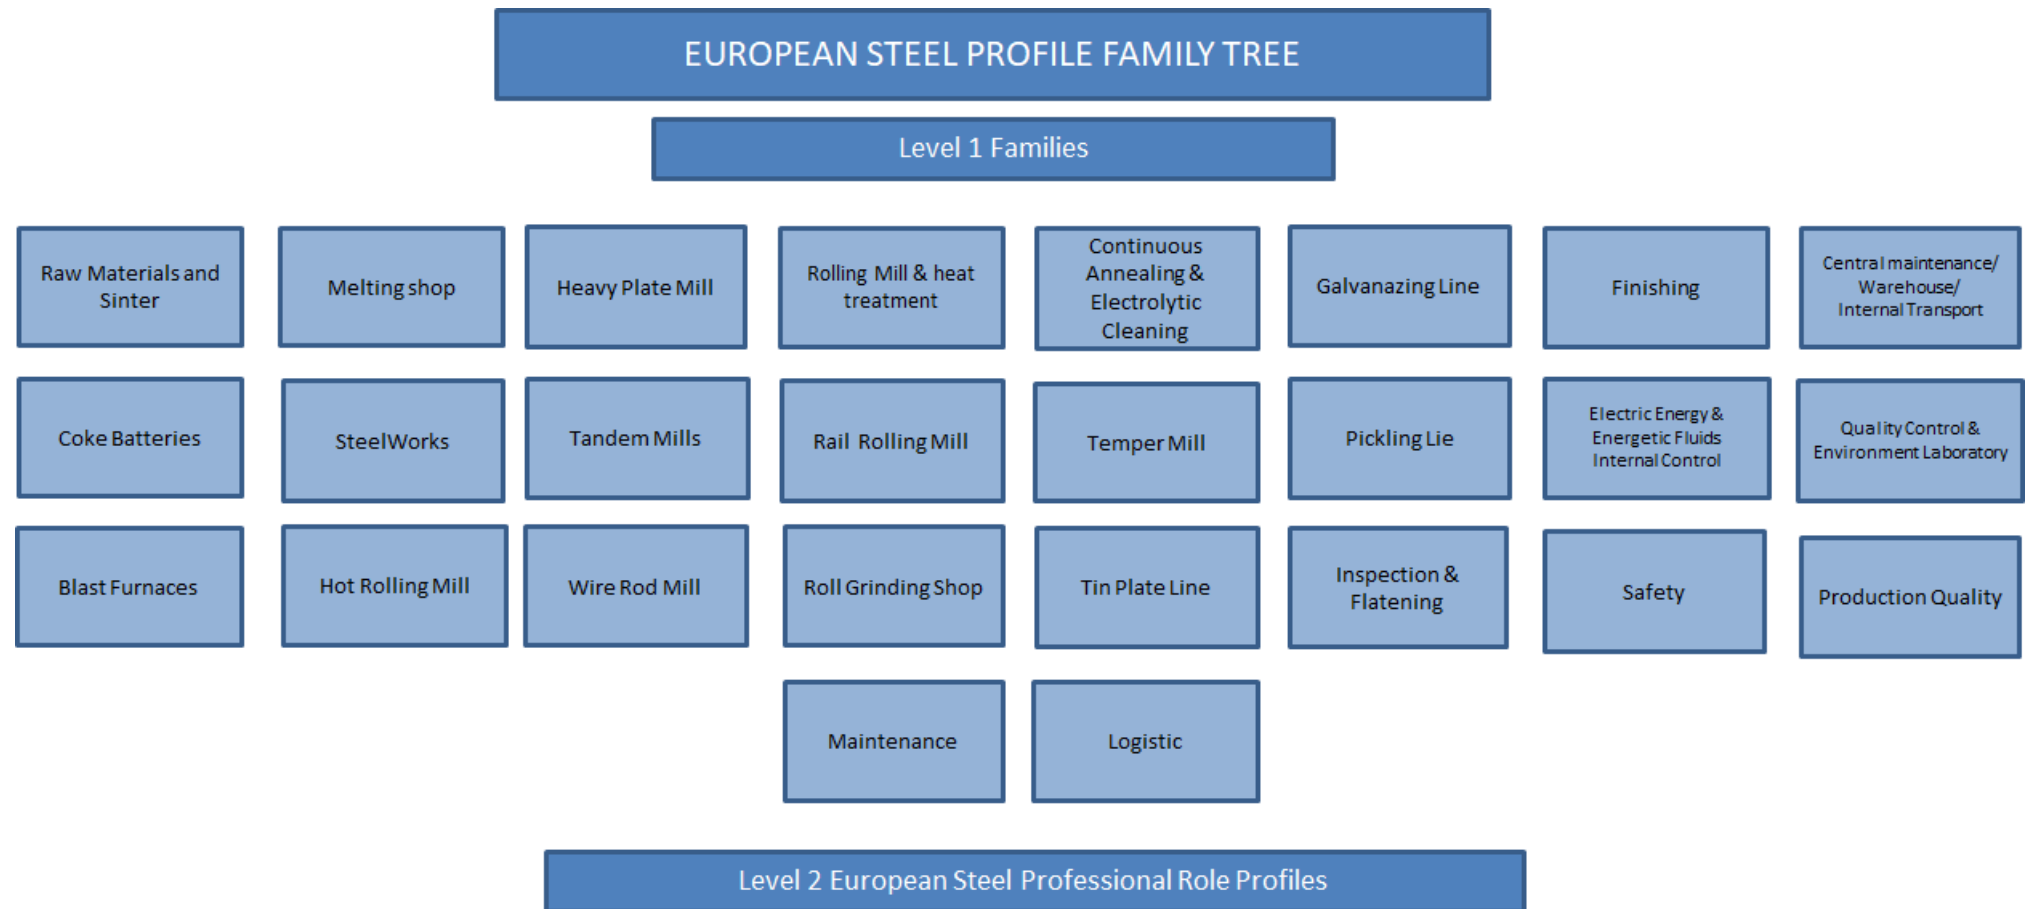 EUROPEAN STEEL PROFILE FAMILY TREE
Level 1 Families
Raw Materials and
Sinter
Melting shop
Heavy Plate Mill
Rolling Mill & heat
treatment
Continuous
Annealing &
Electrolytic
Cleaning
Galvanazing Line
Finishing
Central maintenance/
Warehouse/
Internal Transport
Coke Batteries
SteelWorks
Tandem Mills
Rail Rolling Mill
Temper Mill
Pickling Lie
Electric Energy &
Energetic Fluids
Internal Control
Quality Control &
Environment Laboratory
Blast Furnaces
Hot Rolling Mill
Wire Rod Mill
Roll Grinding Shop
Tin Plate Line
Inspection &
Flatening
Safety
Production Quality
Maintenance
Logistic
Level 2 European Steel Professional Role Profiles